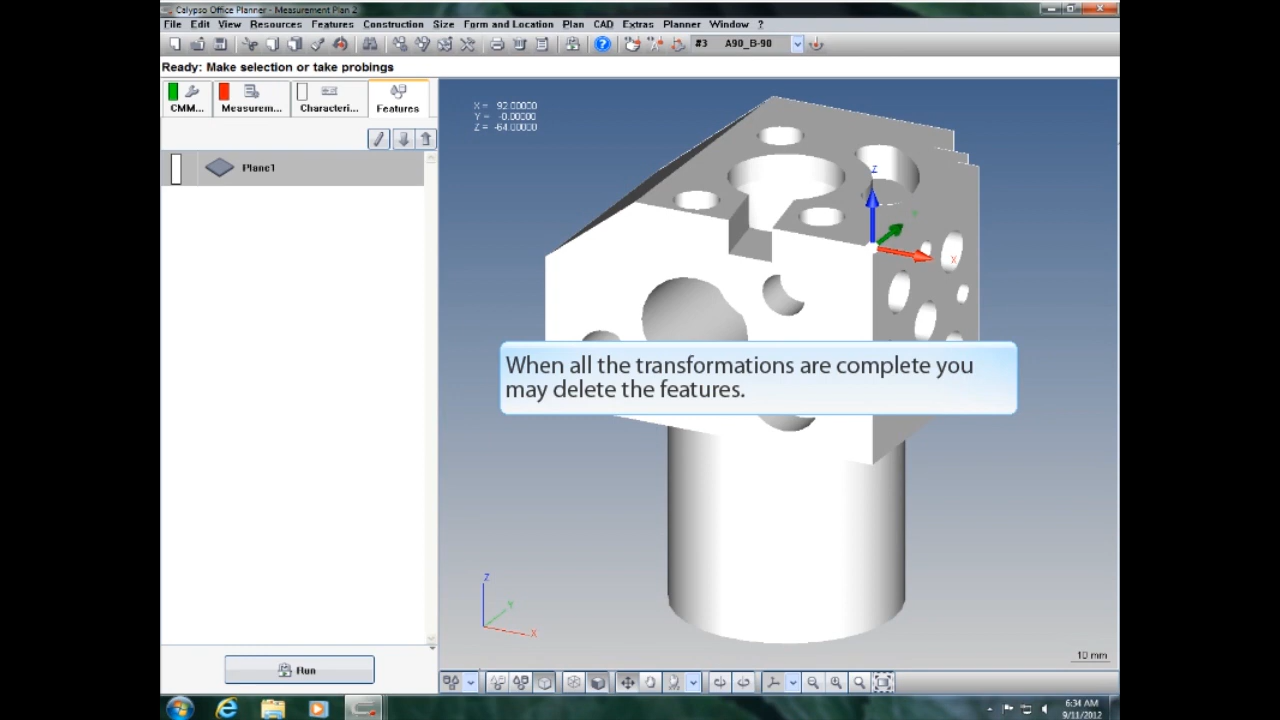 Calypso Office Planner - Measurement Plan 2
File Edit View Resources Features Construction Size Form and Location Plan CAD Extras Planner Window ?
#3 A90_B-90
Ready: Make selection or take probings
CMM... Measurem... Characteri... Features
X = 92.00000
Y = -0.00000
Z = -64.00000
Plane1
Z
X
When all the transformations are complete you
may delete the features.
Z
Y
X
10 mm
Run
6:34 AM
9/11/2012